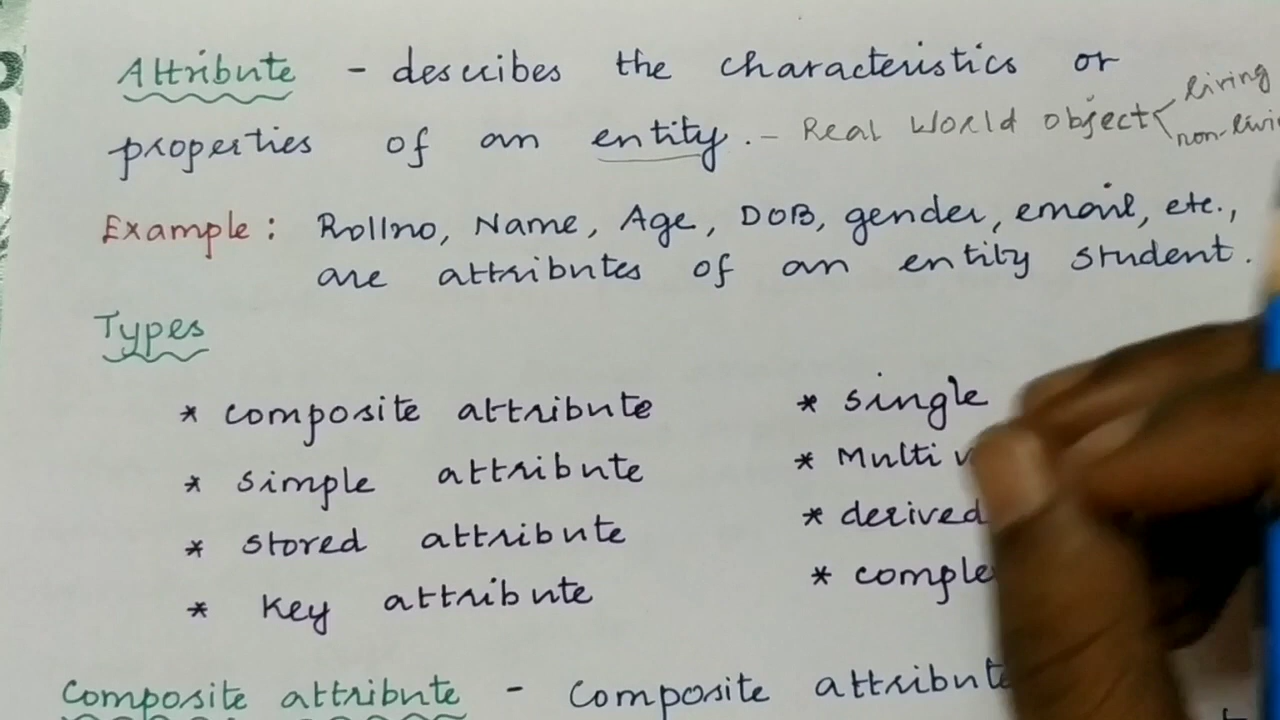 Attribute - describes the characteristics or
properties of an entity. - Real World object < living
non-livi
Example: Rollno, Name, Age, DOB, gender, email, etc.,
are attributes of an entity student.
Types
* composite attribute
* simple attribute
* stored attribute
* Key attribute
* single
* Multi v
* derived
* comple
Composite attribute - Composite attribute